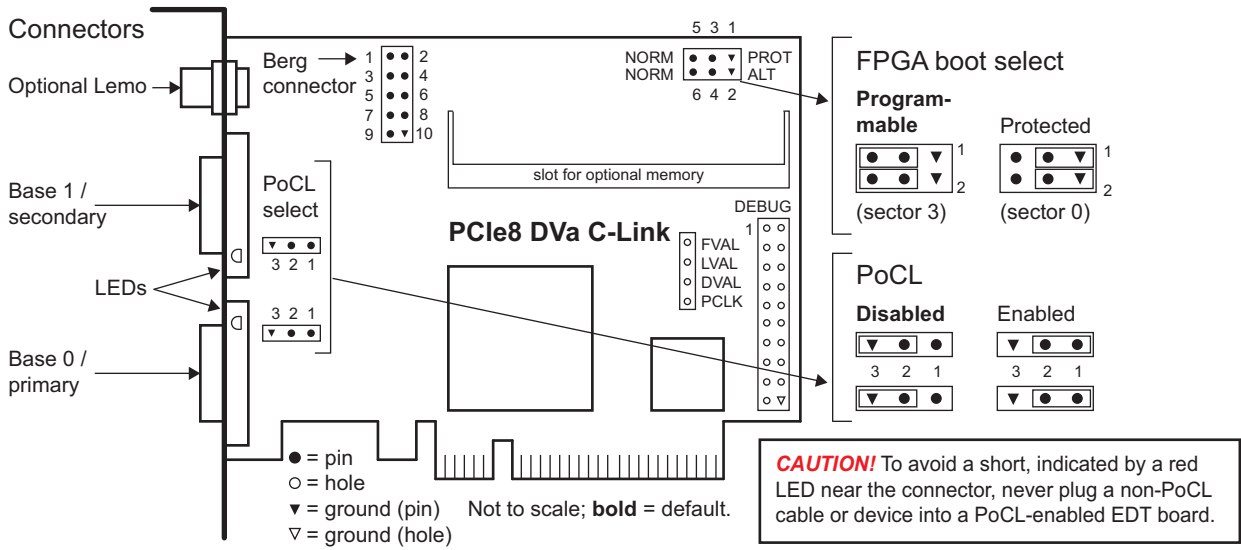 Connectors
Optional Lemo
Base 1 /
secondary
LEDs
Base 0 /
primary
Berg
connector
1 2
3 4
5 6
7 8
9 10
PoCL
select
3 2 1
3 2 1
5 3 1
NORM PROT
NORM ALT
6 4 2
slot for optional memory
PCIe8 DVa C-Link
DEBUG
1
FVAL
LVAL
DVAL
PCLK
FPGA boot select
Program-
mable
Protected
1
2
1
2
(sector 3)
(sector 0)
PoCL
Disabled
Enabled
3 2 1
3 2 1
= pin
= hole
= ground (pin)
= ground (hole)
Not to scale; bold = default.
CAUTION! To avoid a short, indicated by a red
LED near the connector, never plug a non-PoCL
cable or device into a PoCL-enabled EDT board.